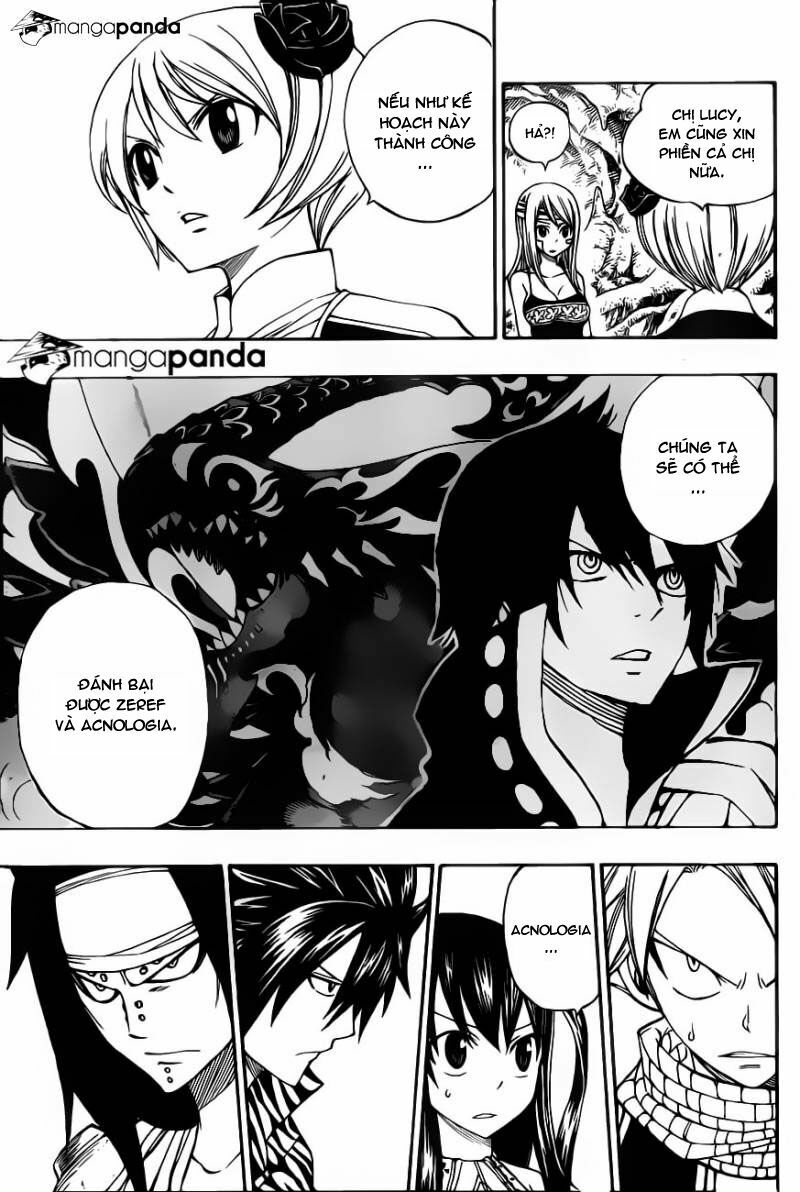 mangapanda
CHỊ LUCY,
EM CŨNG XIN
PHIỀN CẢ CHỊ
NỮA.
HẢ?!
NẾU NHƯ KẾ
HOẠCH NÀY
THÀNH CÔNG
...
mangapanda
CHÚNG TA
SẼ CÓ THỂ
...
ĐÁNH BẠI
ĐƯỢC ZEREF
VÀ ACNOLOGIA.
ACNOLOGIA
...